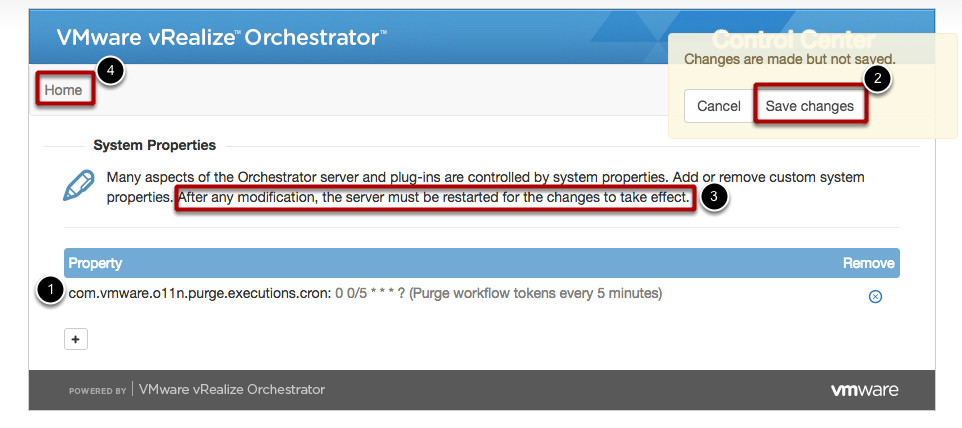 VMware vRealize™ Orchestrator™
Control Center
Changes are made but not saved.
4
2
Home
Cancel
Save changes
System Properties
Many aspects of the Orchestrator server and plug-ins are controlled by system properties. Add or remove custom system
properties. After any modification, the server must be restarted for the changes to take effect.
3
Property
Remove
1
com.vmware.o11n.purge.executions.cron: 0 0/5 * * * ? (Purge workflow tokens every 5 minutes)
+
POWERED BY | VMware vRealize Orchestrator
vmware